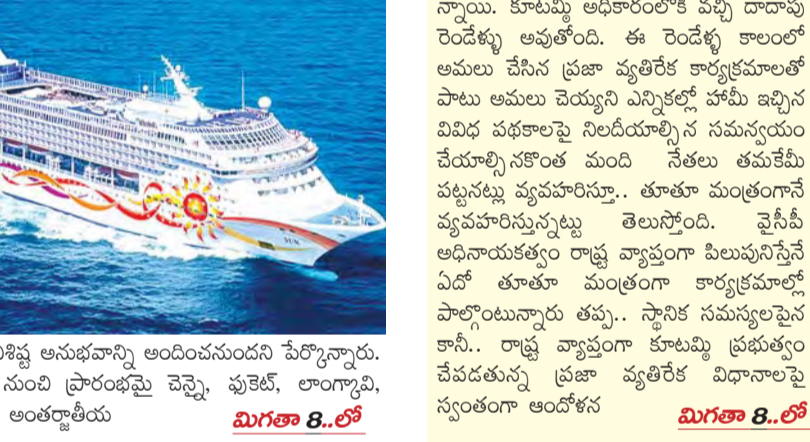 SUN
శిష్ట అనుభవాన్ని అందించనుందని పేర్కొన్నారు.
నుంచి ప్రారంభమై చెన్నై, ఫుకెట్, లాంగ్కావి,
అంతర్జాతీయ
మిగతా 8..లో
న్నాయి. కూటమ్మి అధికారంలోకి వచ్చి దాదాపు
రెండేళ్ళు అవుతోంది. ఈ రెండేళ్ళ కాలంలో
అమలు చేసిన ప్రజా వ్యతిరేక కార్యక్రమాలతో
పాటు అమలు చెయ్యని ఎన్నికల్లో హామీ ఇచ్చిన
వివిధ పథకాలపై నిలదీయాల్సిన సమన్వయం
చేయాల్సినకొంత మంది నేతలు తమకేమీ
పట్టనట్లు వ్యవహరిస్తూ.. తూతూ మంత్రంగానే
వ్యవహరిస్తున్నట్టు తెలుస్తోంది. వైసీపీ
అధినాయకత్వం రాష్ట్ర వ్యాప్తంగా పిలుపునిస్తేనే
ఏదో తూతూ మంత్రంగా కార్యక్రమాల్లో
పాల్గొంటున్నారు తప్ప.. స్థానిక సమస్యలపైన
కానీ.. రాష్ట్ర వ్యాప్తంగా కూటమ్మి ప్రభుత్వం
చేపడతున్న ప్రజా వ్యతిరేక విధానాలపై
స్వంతంగా ఆందోళన
మిగతా 8..లో